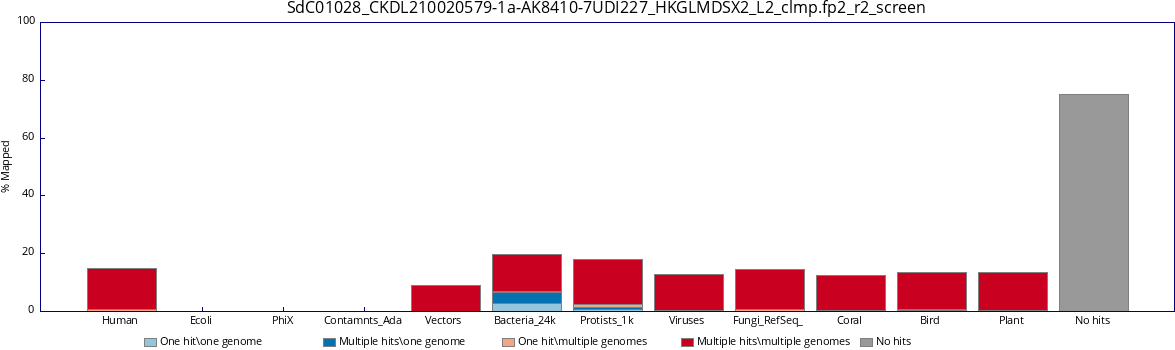 SdC01028_CKDL210020579-1a-AK8410-7UDI227_HKGLMDSX2_L2_clmp.fp2_r2_screen
100
80
60
40
20
0
% Mapped
Human Ecoli PhiX Contamnts_Ada Vectors Bacteria_24k Protists_1k Viruses Fungi_RefSeq_ Coral Bird Plant No hits
One hit\one genome Multiple hits\one genome One hit\multiple genomes Multiple hits\multiple genomes No hits